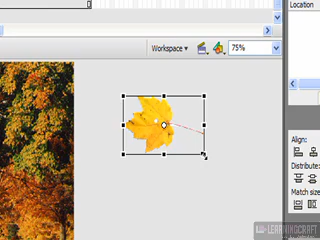 Location
Workspace
75%
Align:
Distribute:
Match size
LEARNINGCRAFT